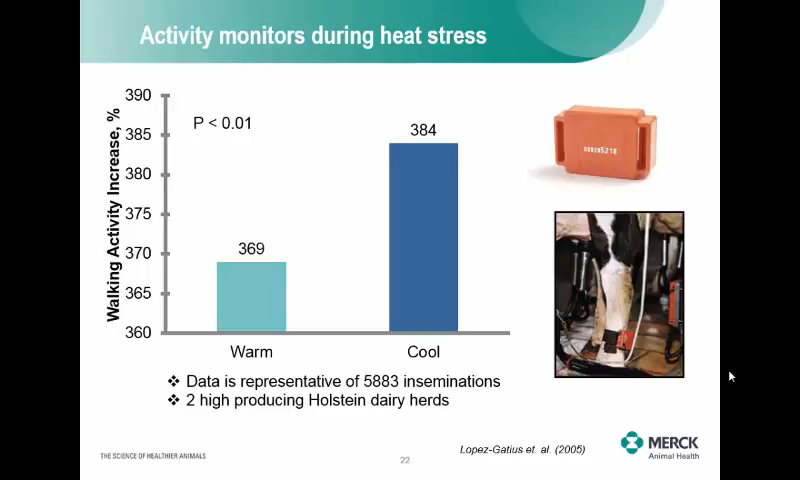 Activity monitors during heat stress
Walking Activity Increase, %
390
385
380
375
370
365
360
P < 0.01
369
384
Warm
Cool
❖ Data is representative of 5883 inseminations
❖ 2 high producing Holstein dairy herds
THE SCIENCE OF HEALTHIER ANIMALS
22
Lopez-Gatius et. al. (2005)
MERCK
Animal Health